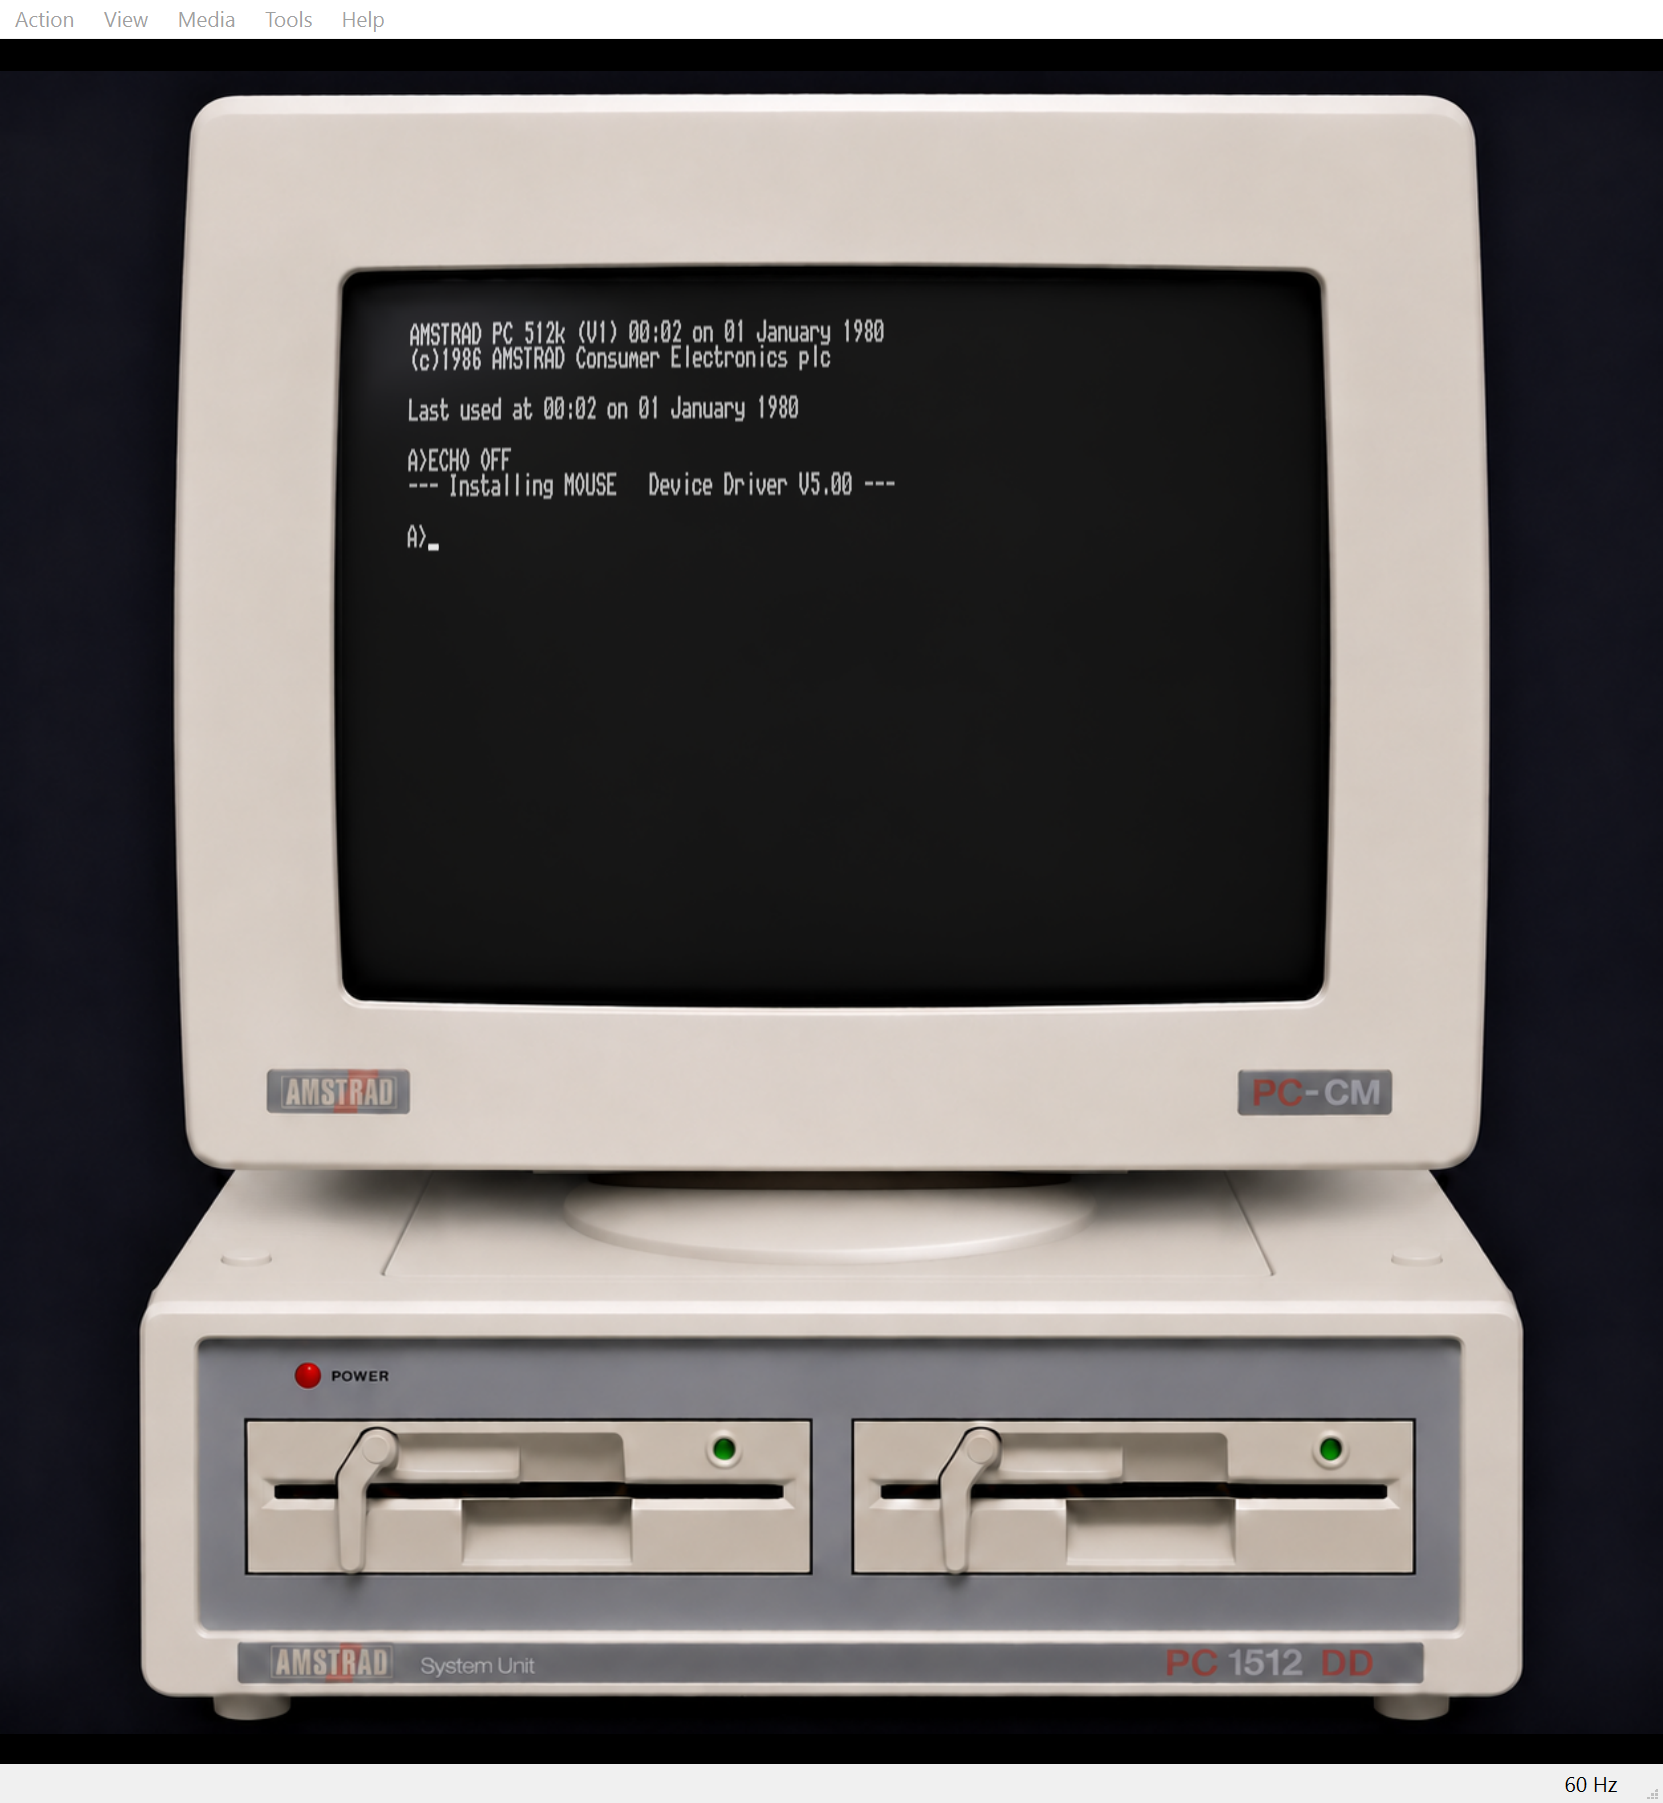 Action View Media Tools Help
AMSTRAD PC 512k (V1) 00:02 on 01 January 1980
(c)1986 AMSTRAD Consumer Electronics plc
Last used at 00:02 on 01 January 1980
A>ECHO OFF
--- Installing MOUSE  Device Driver V5.00 ---
A>_
AMSTRAD
PC-CM
POWER
AMSTRAD System Unit PC 1512 DD
60 Hz